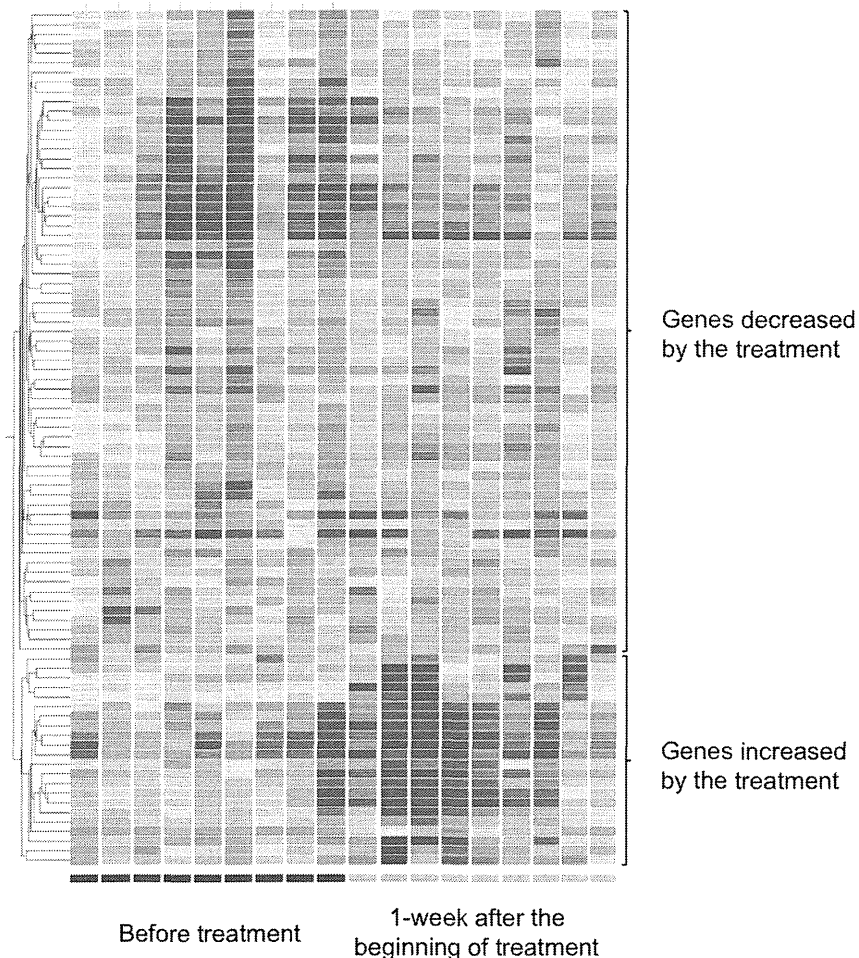 Genes decreased
by the treatment
Genes increased
by the treatment
Before treatment
1-week after the
beginning of treatment